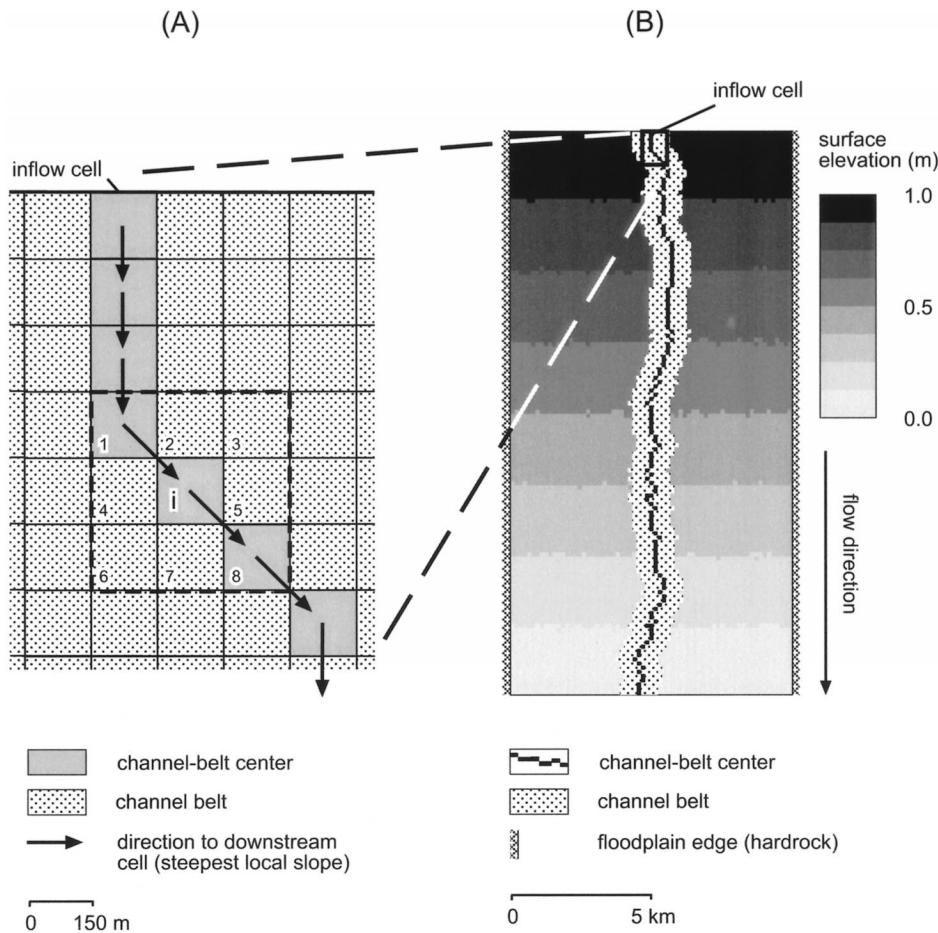 (A)
(B)
inflow cell
inflow cell
surface
elevation (m)
1.0
0.5
0.0
flow direction
1
2
3
4
i
5
6
7
8
channel-belt center
channel belt
direction to downstream
cell (steepest local slope)
0 150 m
channel-belt center
channel belt
floodplain edge (hardrock)
0 5 km